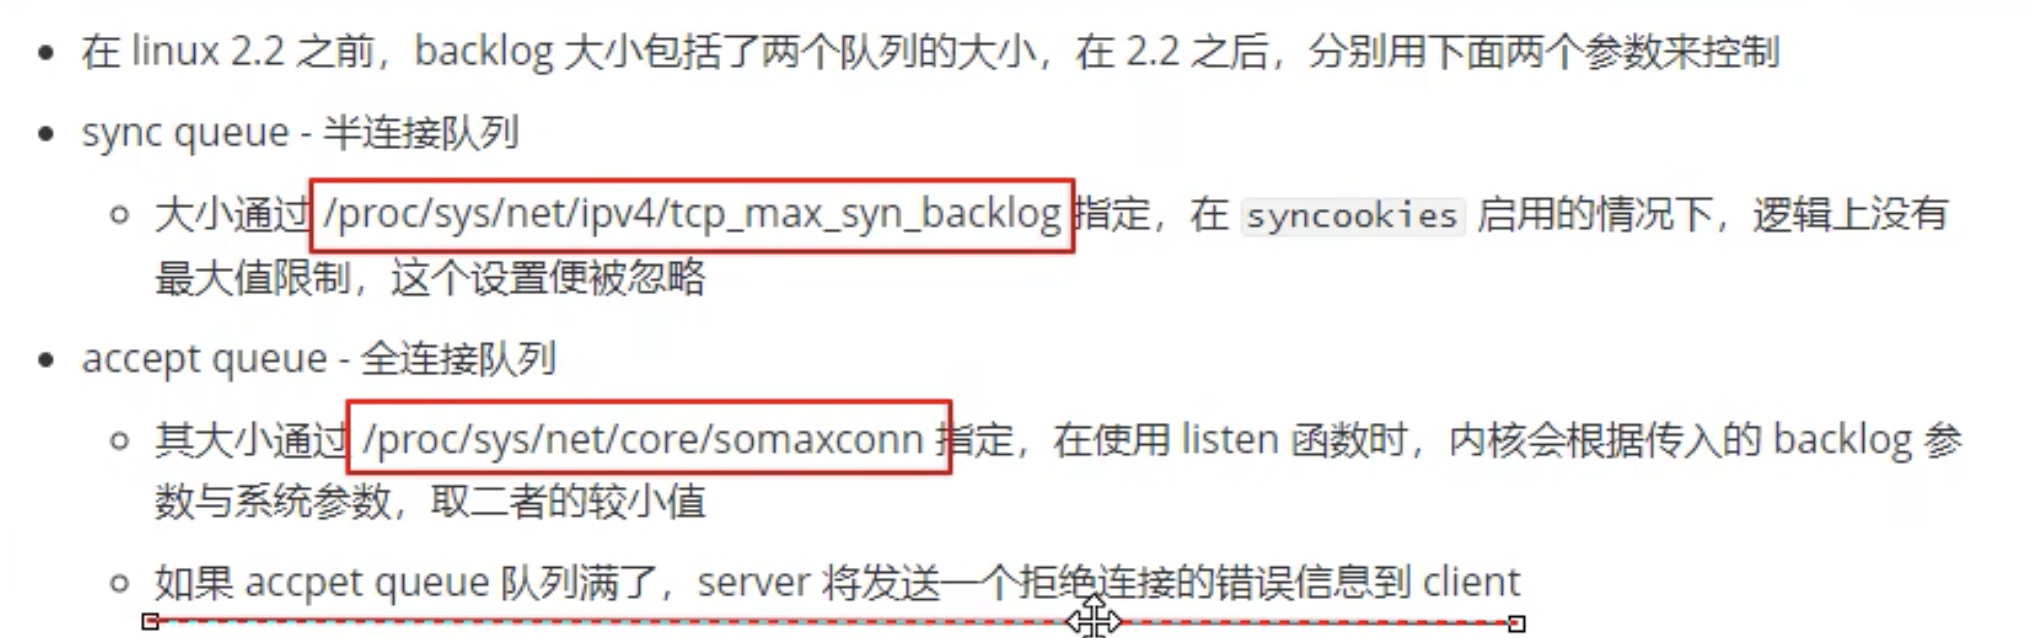 在 linux 2.2 之前，backlog 大小包括了两个队列的大小，在 2.2 之后，分别用下面两个参数来控制
sync queue - 半连接队列
大小通过 /proc/sys/net/ipv4/tcp_max_syn_backlog 指定，在 syncookies 启用的情况下，逻辑上没有
最大值限制，这个设置便被忽略
accept queue - 全连接队列
其大小通过 /proc/sys/net/core/somaxconn 指定，在使用 listen 函数时，内核会根据传入的 backlog 参
数与系统参数，取二者的较小值
如果 accpet queue 队列满了，server 将发送一个拒绝连接的错误信息到 client